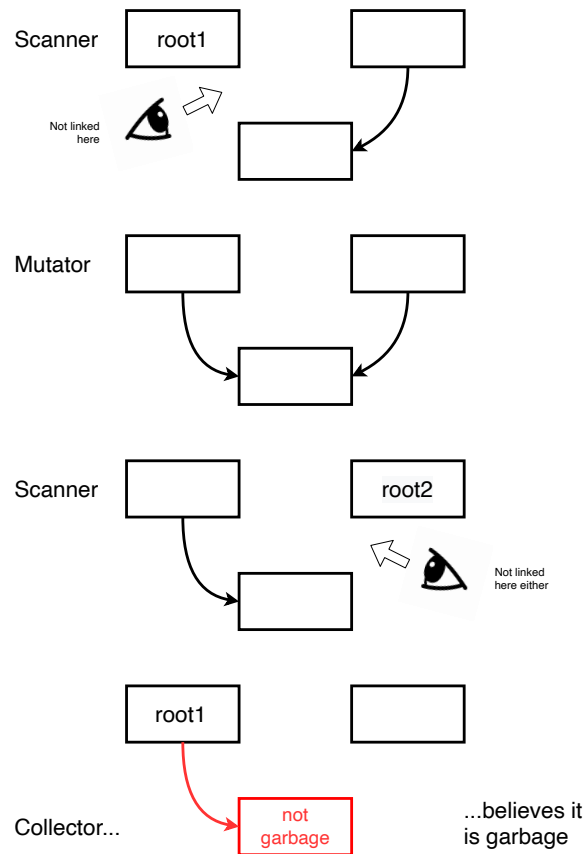 Scanner
root1
Not linked
here
Mutator
Scanner
root2
Not linked
here either
root1
Collector...
not
garbage
...believes it
is garbage